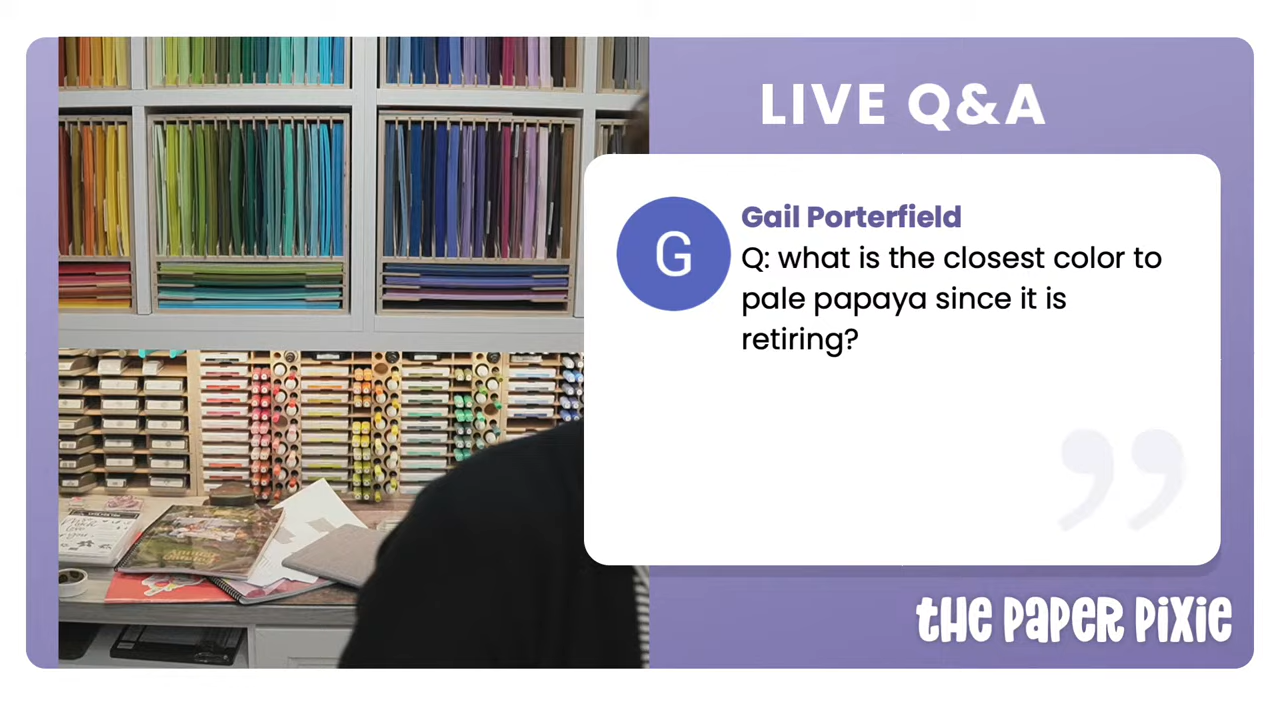 LIVE Q&A
Gail Porterfield
G
Q: what is the closest color to
pale papaya since it is
retiring?
the PaPer PiXie